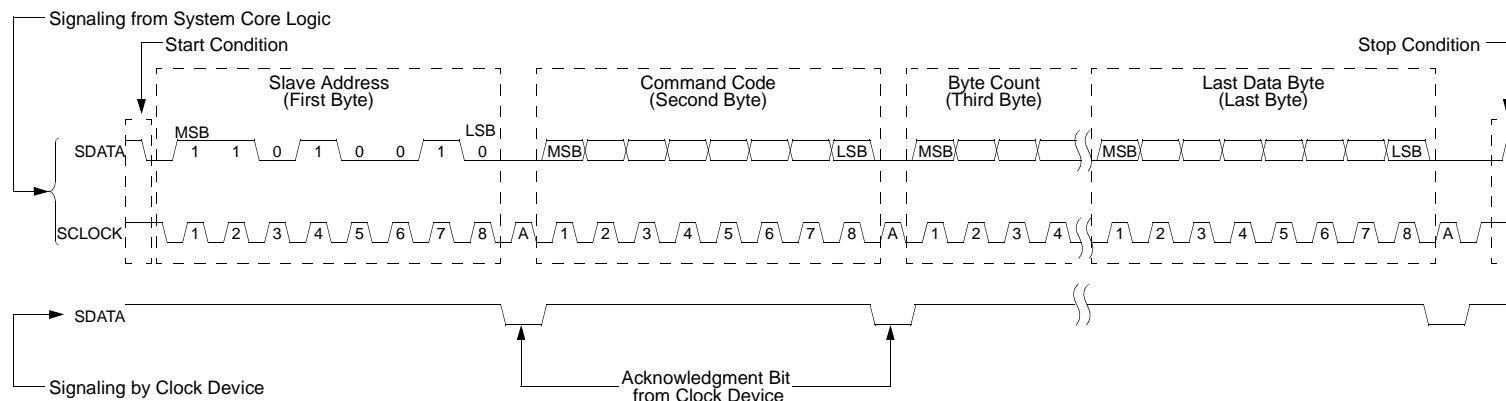 Signaling from System Core Logic
Start Condition
Stop Condition
Slave Address
(First Byte)
Command Code
(Second Byte)
Byte Count
(Third Byte)
Last Data Byte
(Last Byte)
MSB
LSB
SDATA
1 1 0 1 0 0 1 0
MSB LSB MSB MSB LSB
SCLOCK
1 2 3 4 5 6 7 8 A 1 2 3 4 5 6 7 8 A 1 2 3 4 1 2 3 4 5 6 7 8 A
SDATA
Signaling by Clock Device
Acknowledgment Bit
from Clock Device